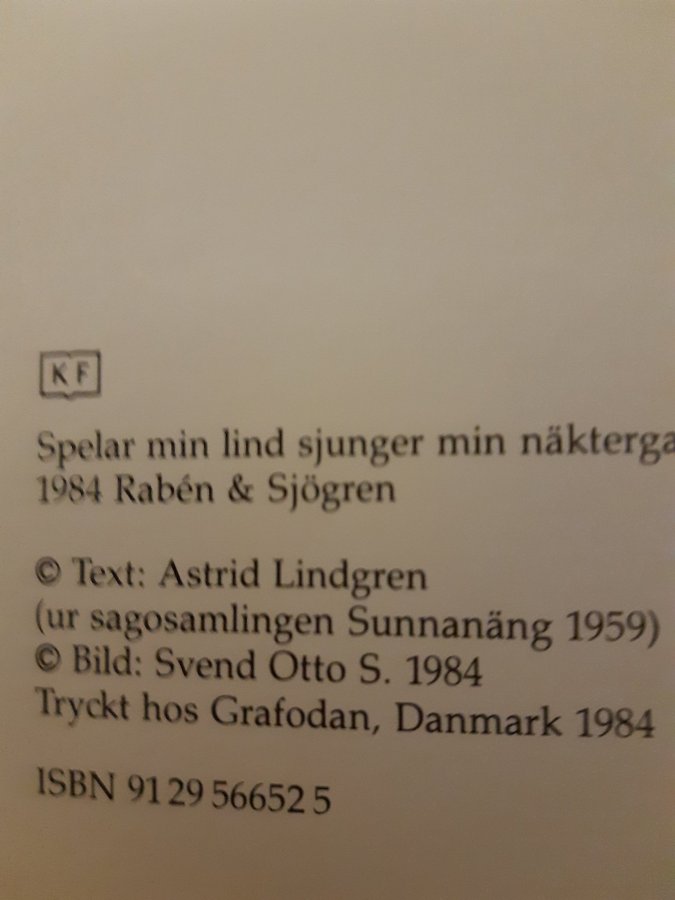 KF
Spelar min lind sjunger min näkterga
1984 Rabén & Sjögren
© Text: Astrid Lindgren
(ur sagosamlingen Sunnanäng 1959)
© Bild: Svend Otto S. 1984
Tryckt hos Grafodan, Danmark 1984
ISBN 91 29 56652 5